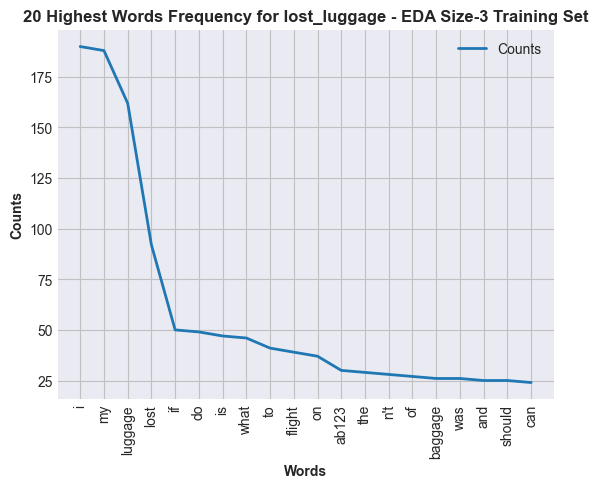 20 Highest Words Frequency for lost_luggage - EDA Size-3 Training Set
Counts
175
150
125
100
75
50
25
Counts
i
my
luggage
lost
if
do
is
what
to
flight
on
ab123
the
n't
of
baggage
was
and
should
can
Words